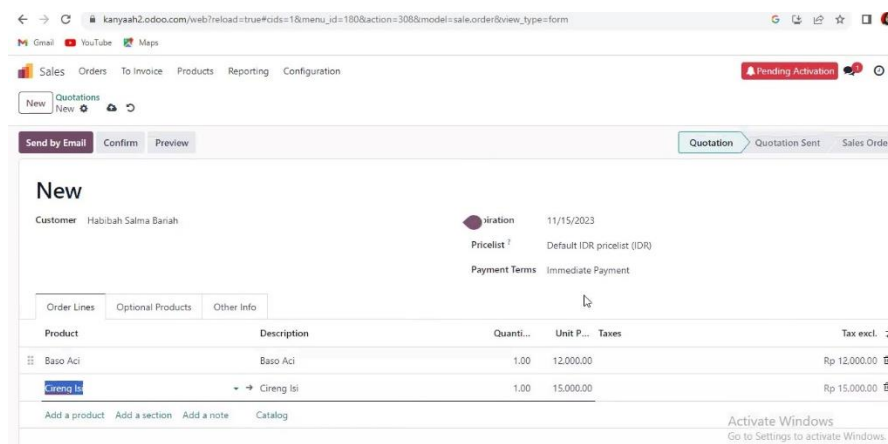 kanyaah2.odoo.com/web?reload=true#cids=1&menu_id=180&action=308&model=sale.order&view_type=form
Gmail YouTube Maps
Sales Orders To Invoice Products Reporting Configuration Pending Activation
New Quotations
New
Send by Email Confirm Preview Quotation Quotation Sent Sales Orde
New
Customer Habibah Salma Bariah piration 11/15/2023
Pricelist ? Default IDR pricelist (IDR)
Payment Terms Immediate Payment
Order Lines Optional Products Other Info
Product Description Quanti... Unit P... Taxes Tax excl.
Baso Aci Baso Aci 1.00 12.000.00 Rp 12,000.00
Cireng Isi Cireng Isi 1.00 15.000.00 Rp 15,000.00
Add a product Add a section Add a note Catalog
Activate Windows
Go to Settings to activate Windows.